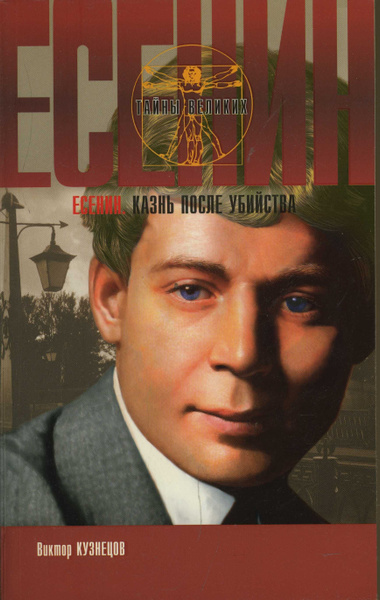 ЕСЕНИН
ТАЙНЫ ВЕЛИКИХ
ЕСЕНИН. КАЗНЬ ПОСЛЕ УБИЙСТВА
Виктор КУЗНЕЦОВ